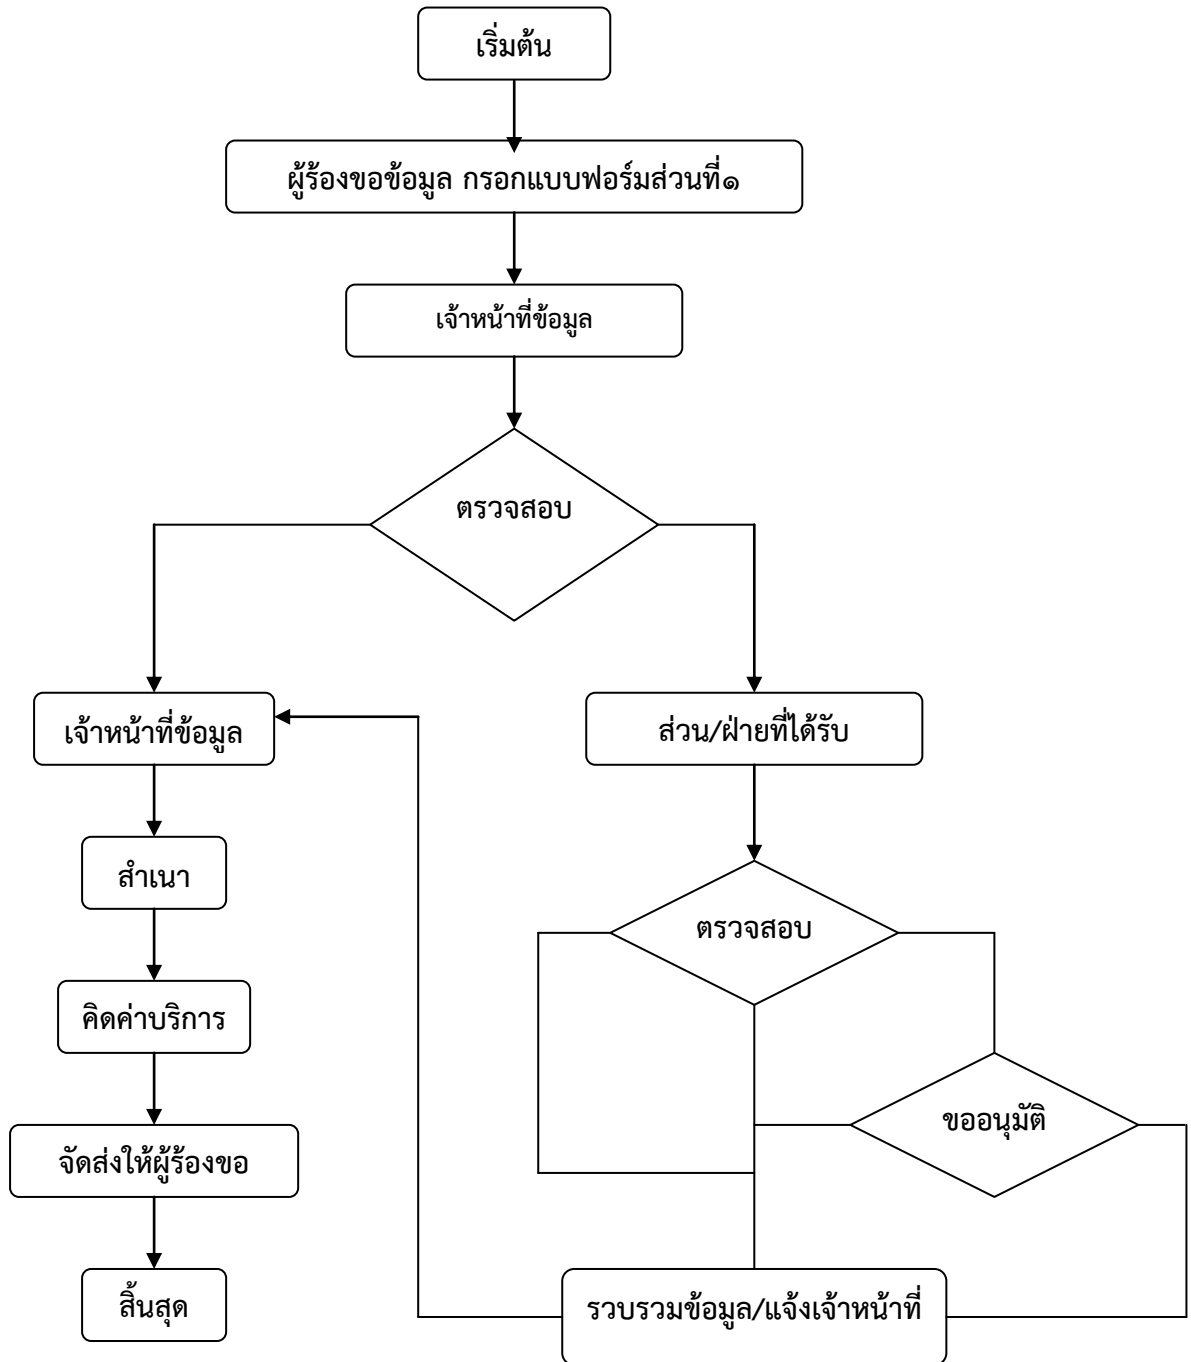 เริ่มต้น
ผู้ร้องขอข้อมูล กรอกแบบฟอร์มส่วนที่๑
เจ้าหน้าที่ข้อมูล
ตรวจสอบ
เจ้าหน้าที่ข้อมูล
ส่วน/ฝ่ายที่ได้รับ
สำเนา
ตรวจสอบ
คิดค่าบริการ
ขออนุมัติ
จัดส่งให้ผู้ร้องขอ
สิ้นสุด
รวบรวมข้อมูล/แจ้งเจ้าหน้าที่